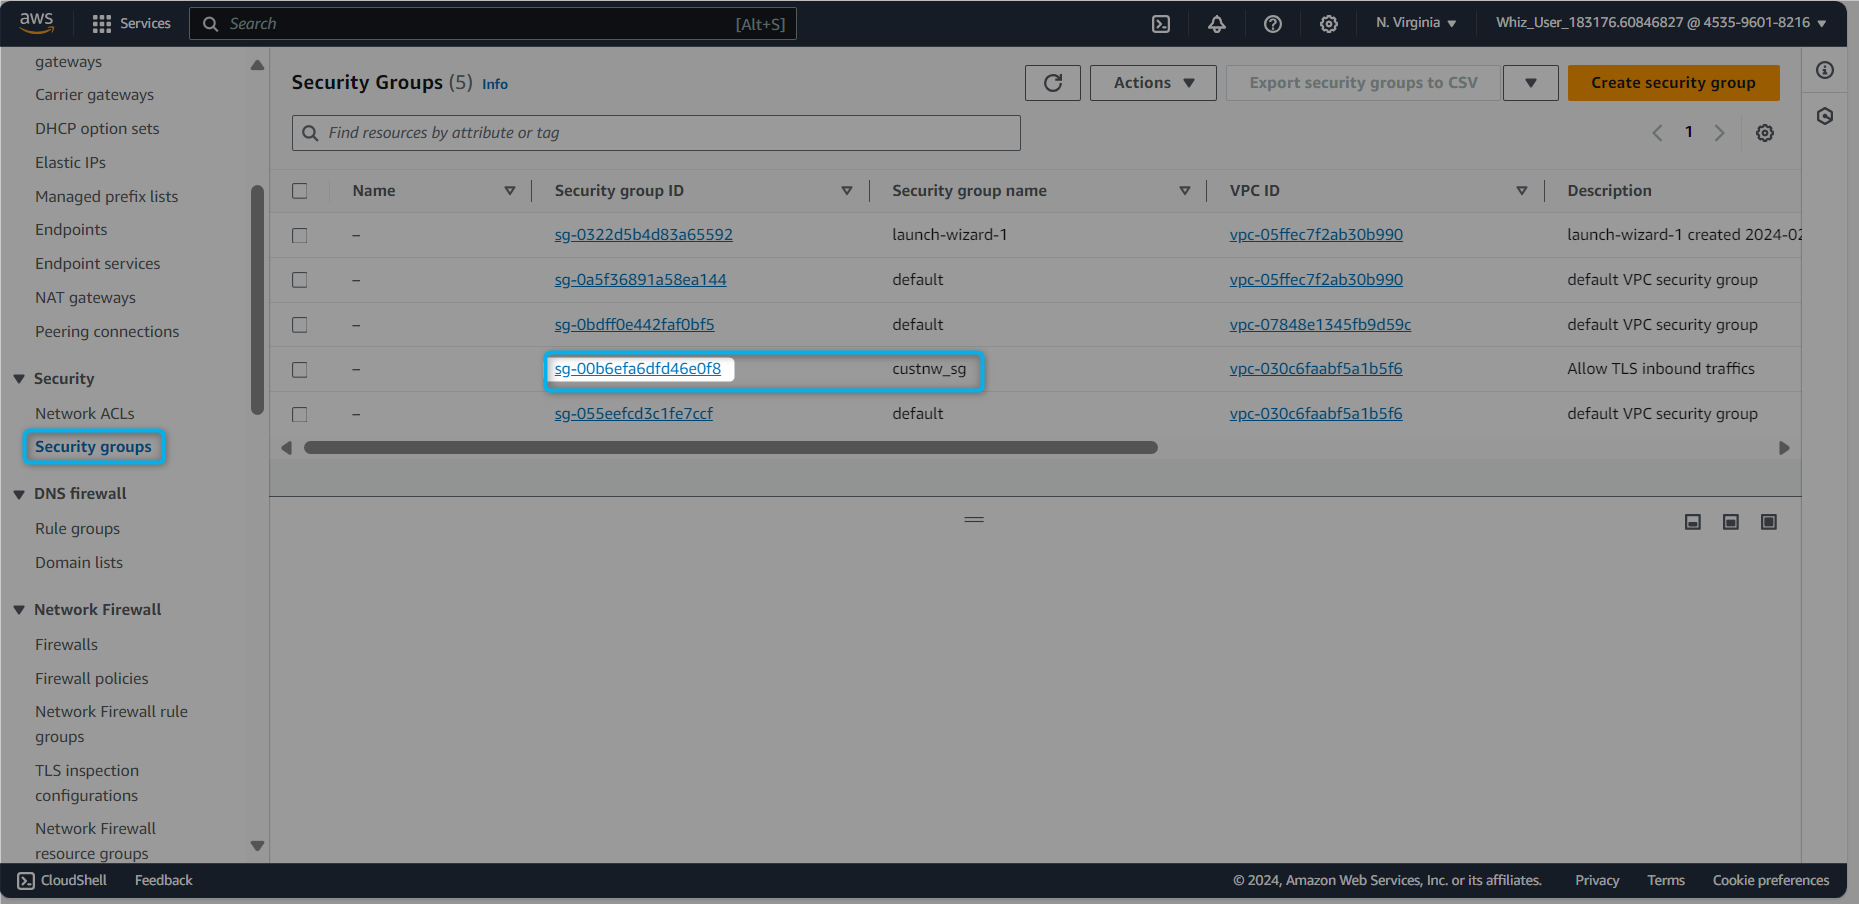 aws
Services
Search
[Alt+S]
N. Virginia
Whiz_User_183176.60846827 @ 4535-9601-8216
gateways
Carrier gateways
DHCP option sets
Elastic IPs
Managed prefix lists
Endpoints
Endpoint services
NAT gateways
Peering connections
Security
Network ACLs
Security groups
DNS firewall
Rule groups
Domain lists
Network Firewall
Firewalls
Firewall policies
Network Firewall rule
groups
TLS inspection
configurations
Network Firewall
resource groups
Security Groups (5) Info
Actions
Export security groups to CSV
Create security group
Find resources by attribute or tag
1
Name Security group ID Security group name VPC ID Description
– sg-0322d5b4d83a65592 launch-wizard-1 vpc-05ffec7f2ab30b990 launch-wizard-1 created 2024-02
– sg-0a5f36891a58ea144 default vpc-05ffec7f2ab30b990 default VPC security group
– sg-0bdff0e442faf0bf5 default vpc-07848e1345fb9d59c default VPC security group
– sg-00b6efa6dfd46e0f8 custnw_sg vpc-030c6faabf5a1b5f6 Allow TLS inbound traffics
– sg-055eefcd3c1fe7ccf default vpc-030c6faabf5a1b5f6 default VPC security group
CloudShell Feedback © 2024, Amazon Web Services, Inc. or its affiliates. Privacy Terms Cookie preferences